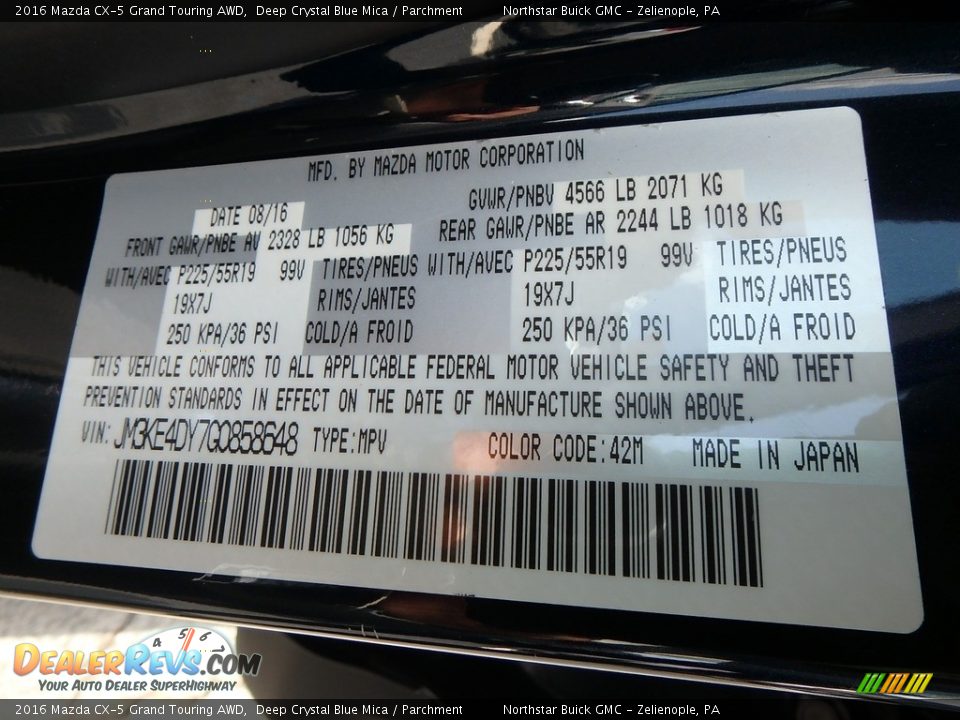 2016 Mazda CX-5 Grand Touring AWD, Deep Crystal Blue Mica / Parchment Northstar Buick GMC - Zelienople, PA
MFD. BY MAZDA MOTOR CORPORATION
DATE 08/16 GVWR/PNBV 4566 LB 2071 KG
FRONT GAWR/PNBE AV 2328 LB 1056 KG REAR GAWR/PNBE AR 2244 LB 1018 KG
WITH/AVEC P225/55R19 99V TIRES/PNEUS WITH/AVEC P225/55R19 99V TIRES/PNEUS
19X7J RIMS/JANTES 19X7J RIMS/JANTES
250 KPA/36 PSI COLD/A FROID 250 KPA/36 PSI COLD/A FROID
THIS VEHICLE CONFORMS TO ALL APPLICABLE FEDERAL MOTOR VEHICLE SAFETY AND THEFT
PREVENTION STANDARDS IN EFFECT ON THE DATE OF MANUFACTURE SHOWN ABOVE.
VIN: JM3KE4DY7G0858648 TYPE:MPV COLOR CODE:42M MADE IN JAPAN
4 5 6
DEALERREVS.COM
YOUR AUTO DEALER SUPERHIGHWAY
2016 Mazda CX-5 Grand Touring AWD, Deep Crystal Blue Mica / Parchment Northstar Buick GMC - Zelienople, PA